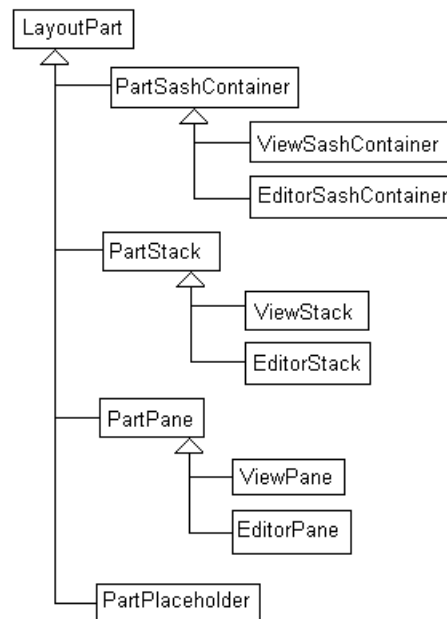 LayoutPart
PartSashContainer
ViewSashContainer
EditorSashContainer
PartStack
ViewStack
EditorStack
PartPane
ViewPane
EditorPane
PartPlaceholder